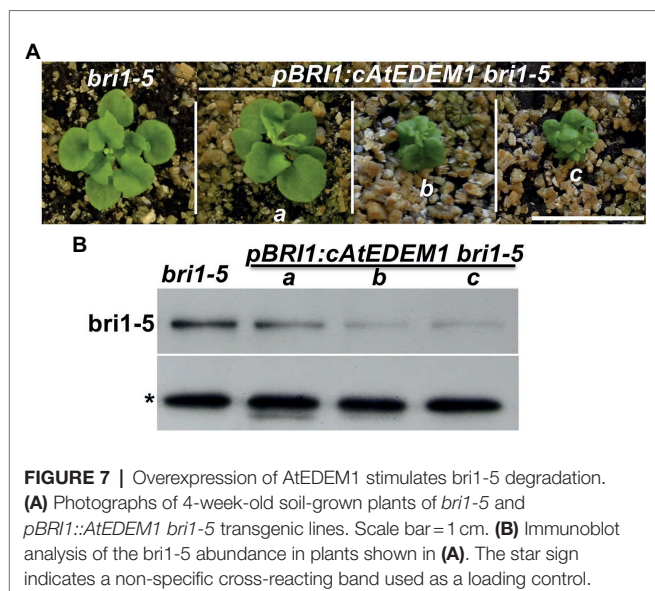 A
bri1-5
pBRI1:cAtEDEM1 bri1-5
a
b
c
B
pBRI1:cAtEDEM1 bri1-5
bri1-5
a b c
bri1-5
*
FIGURE 7 | Overexpression of AtEDEM1 stimulates bri1-5 degradation.
(A) Photographs of 4-week-old soil-grown plants of bri1-5 and
pBRI1::AtEDEM1 bri1-5 transgenic lines. Scale bar = 1 cm. (B) Immunoblot
analysis of the bri1-5 abundance in plants shown in (A). The star sign
indicates a non-specific cross-reacting band used as a loading control.